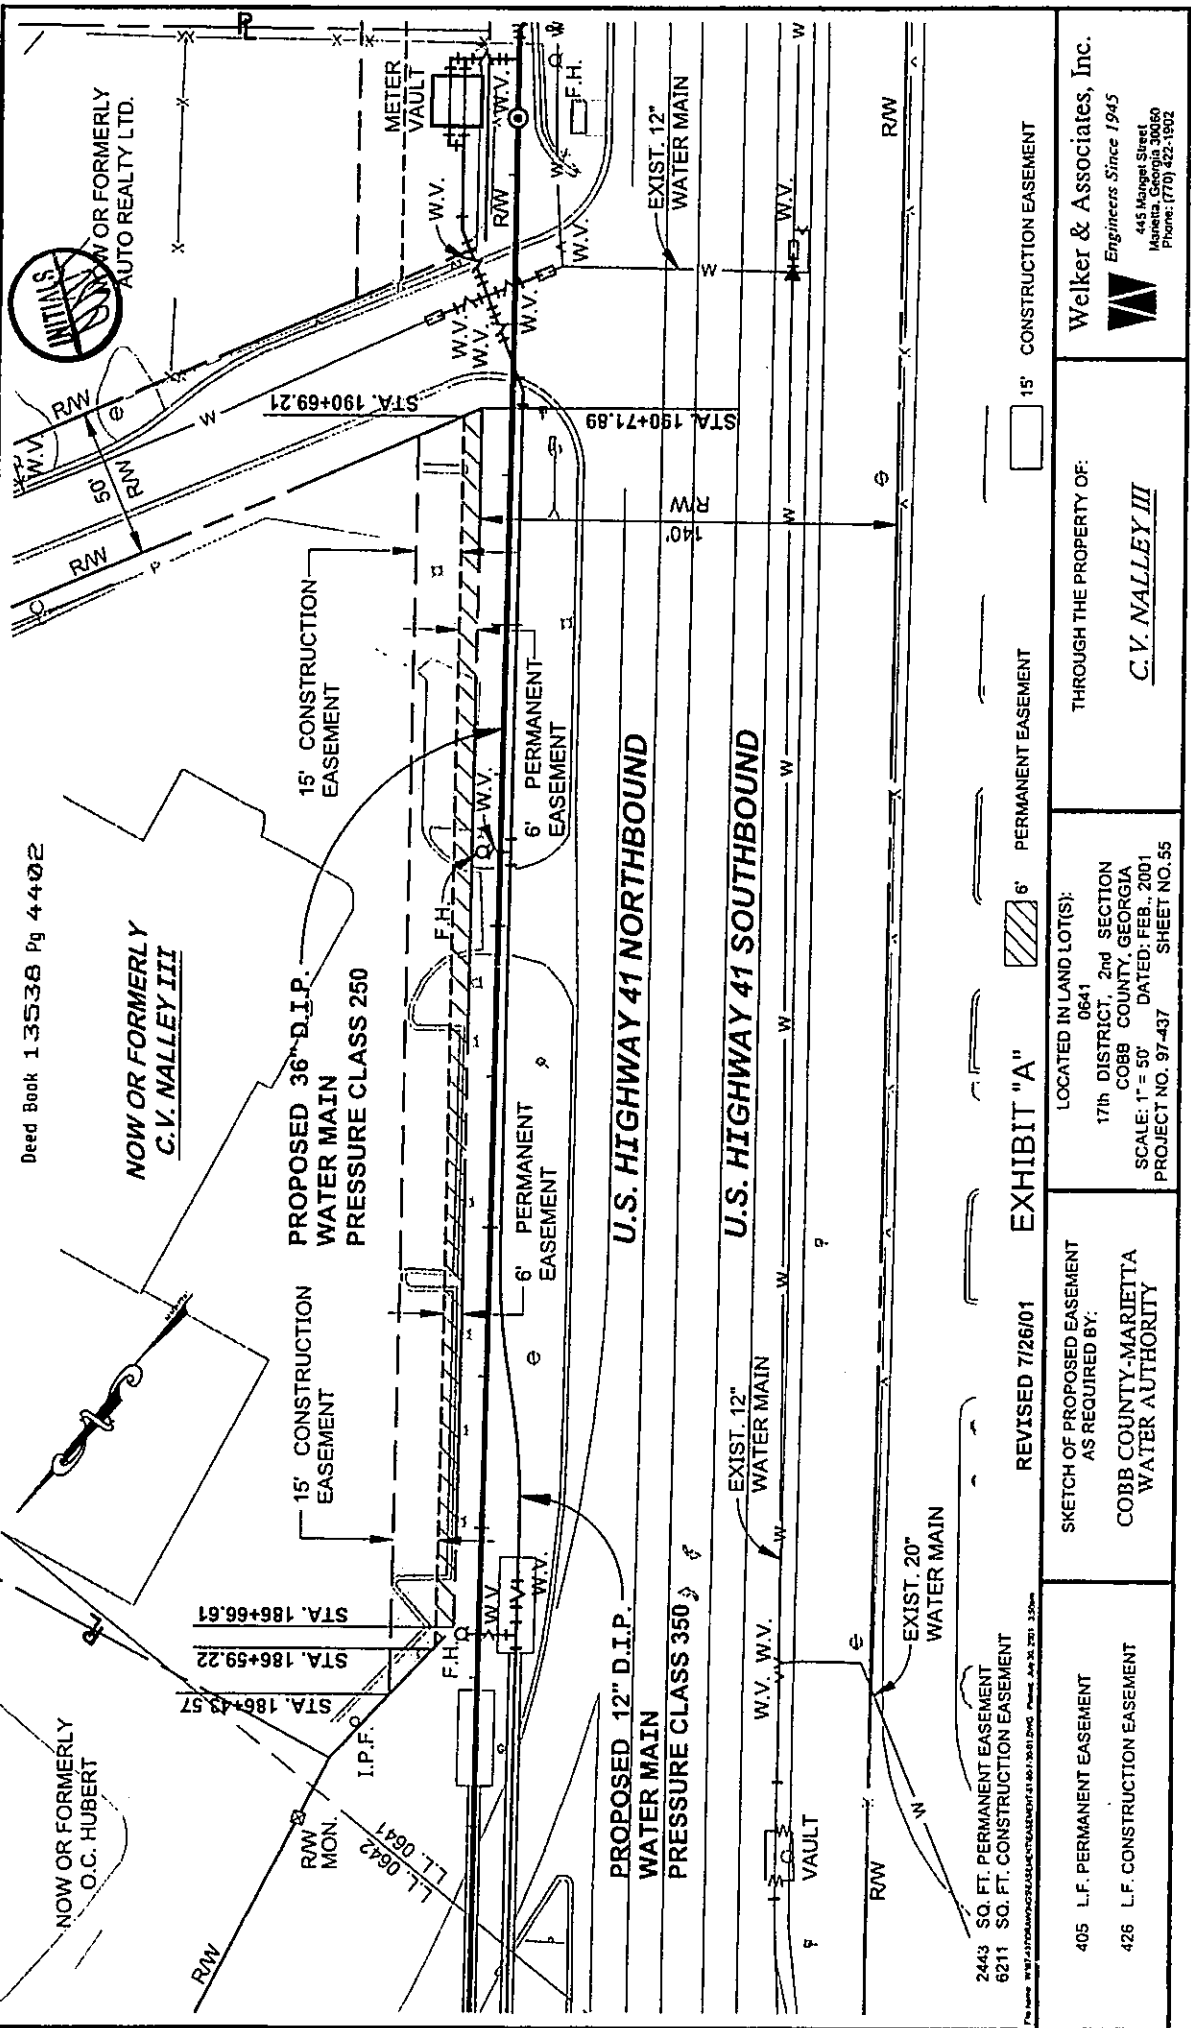 Deed Book 13538 Pg 4402
INITIALS
NOW OR FORMERLY
O.C. HUBERT
NOW OR FORMERLY
C.V. NALLEY III
OR FORMERLY
AUTO REALTY LTD.
PL
PL
R/W
R/W
MON.
I.P.F.
L.L. 0642
L.L. 0641
STA. 186+43.57
STA. 186+59.22
STA. 186+66.61
STA. 190+69.21
STA. 190+71.89
15' CONSTRUCTION
EASEMENT
15' CONSTRUCTION
EASEMENT
PROPOSED 36" D.I.P.
WATER MAIN
PRESSURE CLASS 250
6' PERMANENT
EASEMENT
6' PERMANENT
EASEMENT
F.H.
W.V.
W.V.
F.H.
W.V.
R/W
50'
R/W
R/W
W.V.
W
METER
VAULT
W.V.
W.V.
R/W
W.V.
W.V.
W.V.
W.V.
F.H.
EXIST. 12"
WATER MAIN
W
W.V.
140'
R/W
R/W
U.S. HIGHWAY 41 NORTHBOUND
U.S. HIGHWAY 41 SOUTHBOUND
PROPOSED 12" D.I.P.
WATER MAIN
PRESSURE CLASS 350
EXIST. 12"
WATER MAIN
W.V. W.V.
VAULT
R/W
EXIST. 20"
WATER MAIN
W
W
W
W
W
2443 SQ. FT. PERMANENT EASEMENT
6211 SQ. FT. CONSTRUCTION EASEMENT
REVISED 7/26/01
EXHIBIT "A"
6' PERMANENT EASEMENT
15' CONSTRUCTION EASEMENT
405 L.F. PERMANENT EASEMENT
426 L.F. CONSTRUCTION EASEMENT
SKETCH OF PROPOSED EASEMENT
AS REQUIRED BY:
COBB COUNTY-MARIETTA
WATER AUTHORITY
LOCATED IN LAND LOT(S):
0641
17th DISTRICT, 2nd SECTION
COBB COUNTY, GEORGIA
SCALE: 1" = 50' DATED: FEB., 2001
PROJECT NO. 97-437 SHEET NO.55
THROUGH THE PROPERTY OF:
C.V. NALLEY III
Welker & Associates, Inc.
Engineers Since 1945
445 Manget Street
Marietta, Georgia 30060
Phone: (770) 422-1902